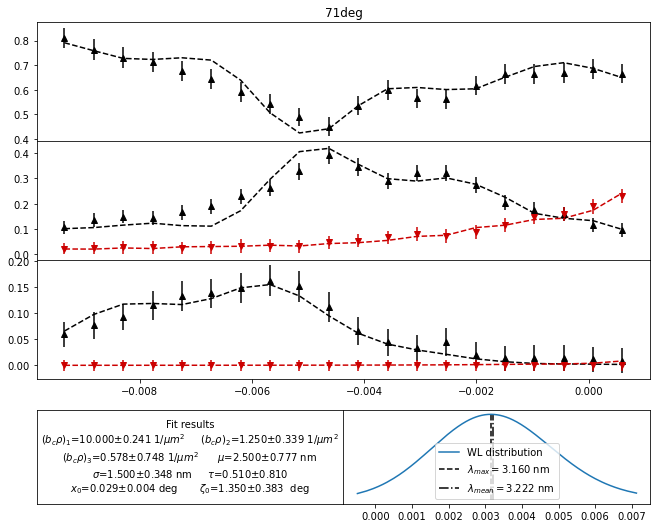 71deg
0.8
0.7
0.6
0.5
0.4
0.4
0.3
0.2
0.1
0.0
0.20
0.15
0.10
0.05
0.00
−0.008 −0.006 −0.004 −0.002 0.000
Fit results
(b_cρ)_1=10.000±0.241 1/μm^2 (b_cρ)_2=1.250±0.339 1/μm^2
(b_cρ)_3=0.578±0.748 1/μm^2 μ=2.500±0.777 nm
σ=1.500±0.348 nm τ=0.510±0.810
x_0=0.029±0.004 deg ζ_0=1.350±0.383 deg
WL distribution
λ_max=3.160 nm
λ_mean=3.222 nm
0.000 0.001 0.002 0.003 0.004 0.005 0.006 0.007